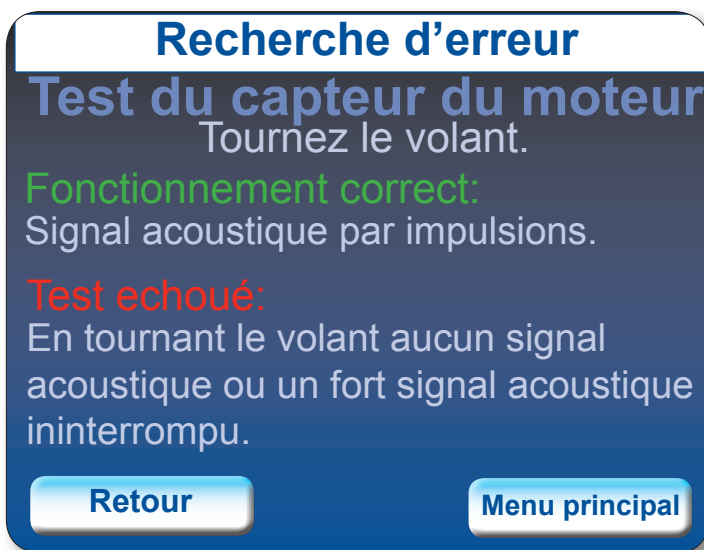 Recherche d’erreur
Test du capteur du moteur
Tournez le volant.
Fonctionnement correct:
Signal acoustique par impulsions.
Test echoué:
En tournant le volant aucun signal
acoustique ou un fort signal acoustique
ininterrompu.
Retour
Menu principal